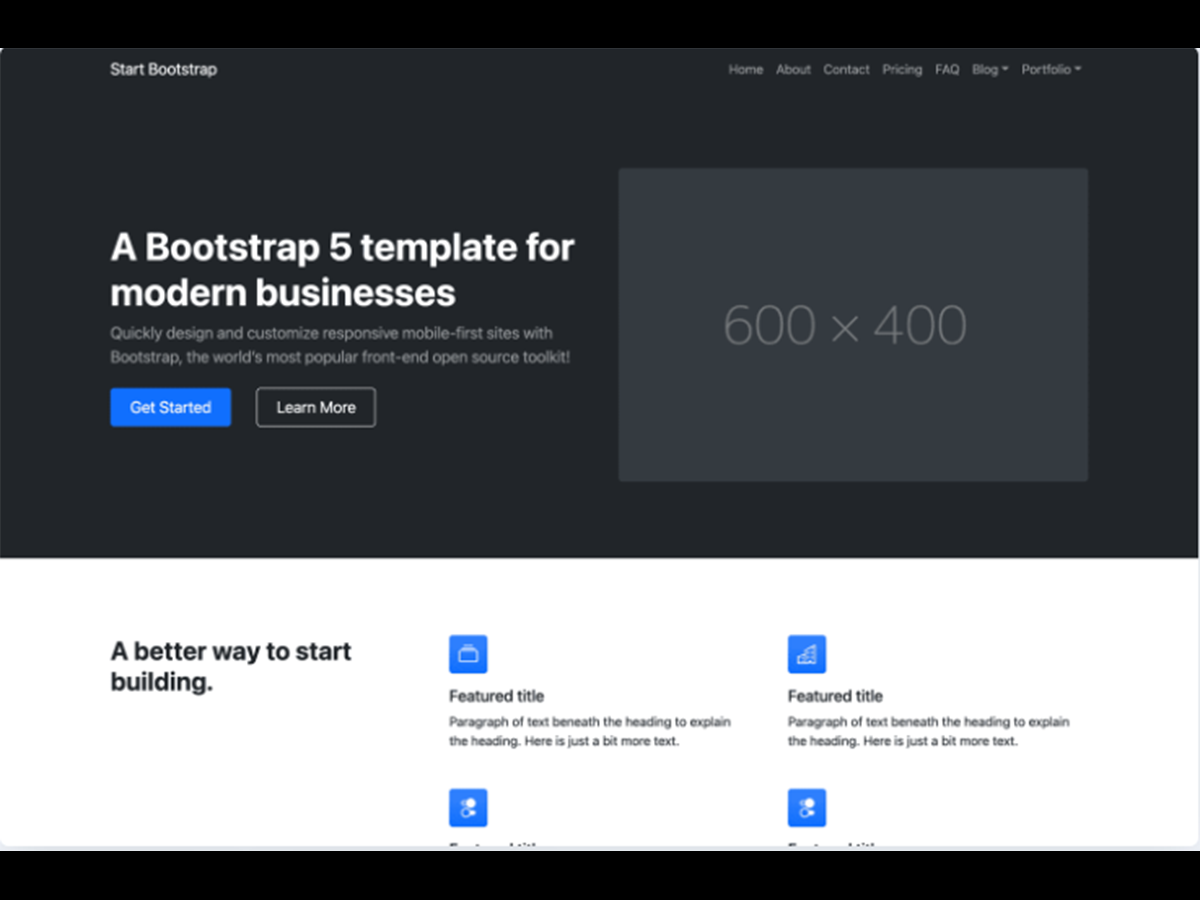 Start Bootstrap
Home About Contact Pricing FAQ Blog Portfolio
A Bootstrap 5 template for
modern businesses
Quickly design and customize responsive mobile-first sites with
Bootstrap, the world's most popular front-end open source toolkit!
Get Started Learn More
600 × 400
A better way to start
building.
Featured title
Paragraph of text beneath the heading to explain
the heading. Here is just a bit more text.
Featured title
Paragraph of text beneath the heading to explain
the heading. Here is just a bit more text.